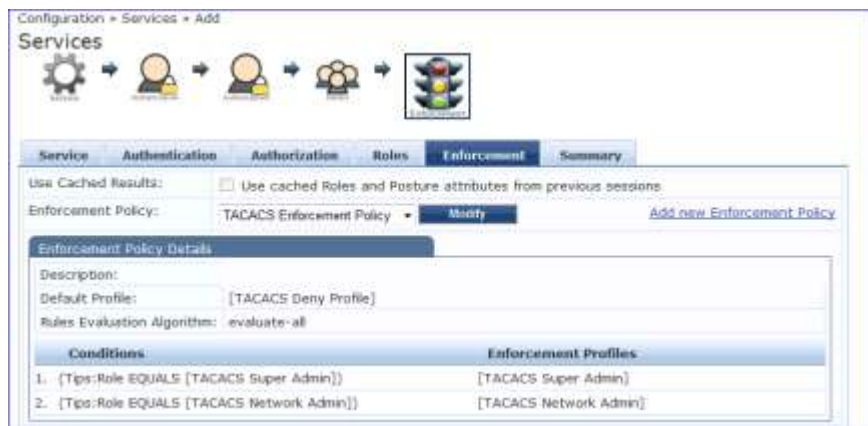 Configuration » Services » Add
Services
Service Authentication Authorization Roles Enforcement Summary
Use Cached Results: Use cached Roles and Posture attributes from previous sessions
Enforcement Policy: TACACS Enforcement Policy Modify Add new Enforcement Policy
Enforcement Policy Details
Description:
Default Profile: [TACACS Deny Profile]
Rules Evaluation Algorithm: evaluate-all
Conditions Enforcement Profiles
1. (Tips:Role EQUALS [TACACS Super Admin]) [TACACS Super Admin]
2. (Tips:Role EQUALS [TACACS Network Admin]) [TACACS Network Admin]